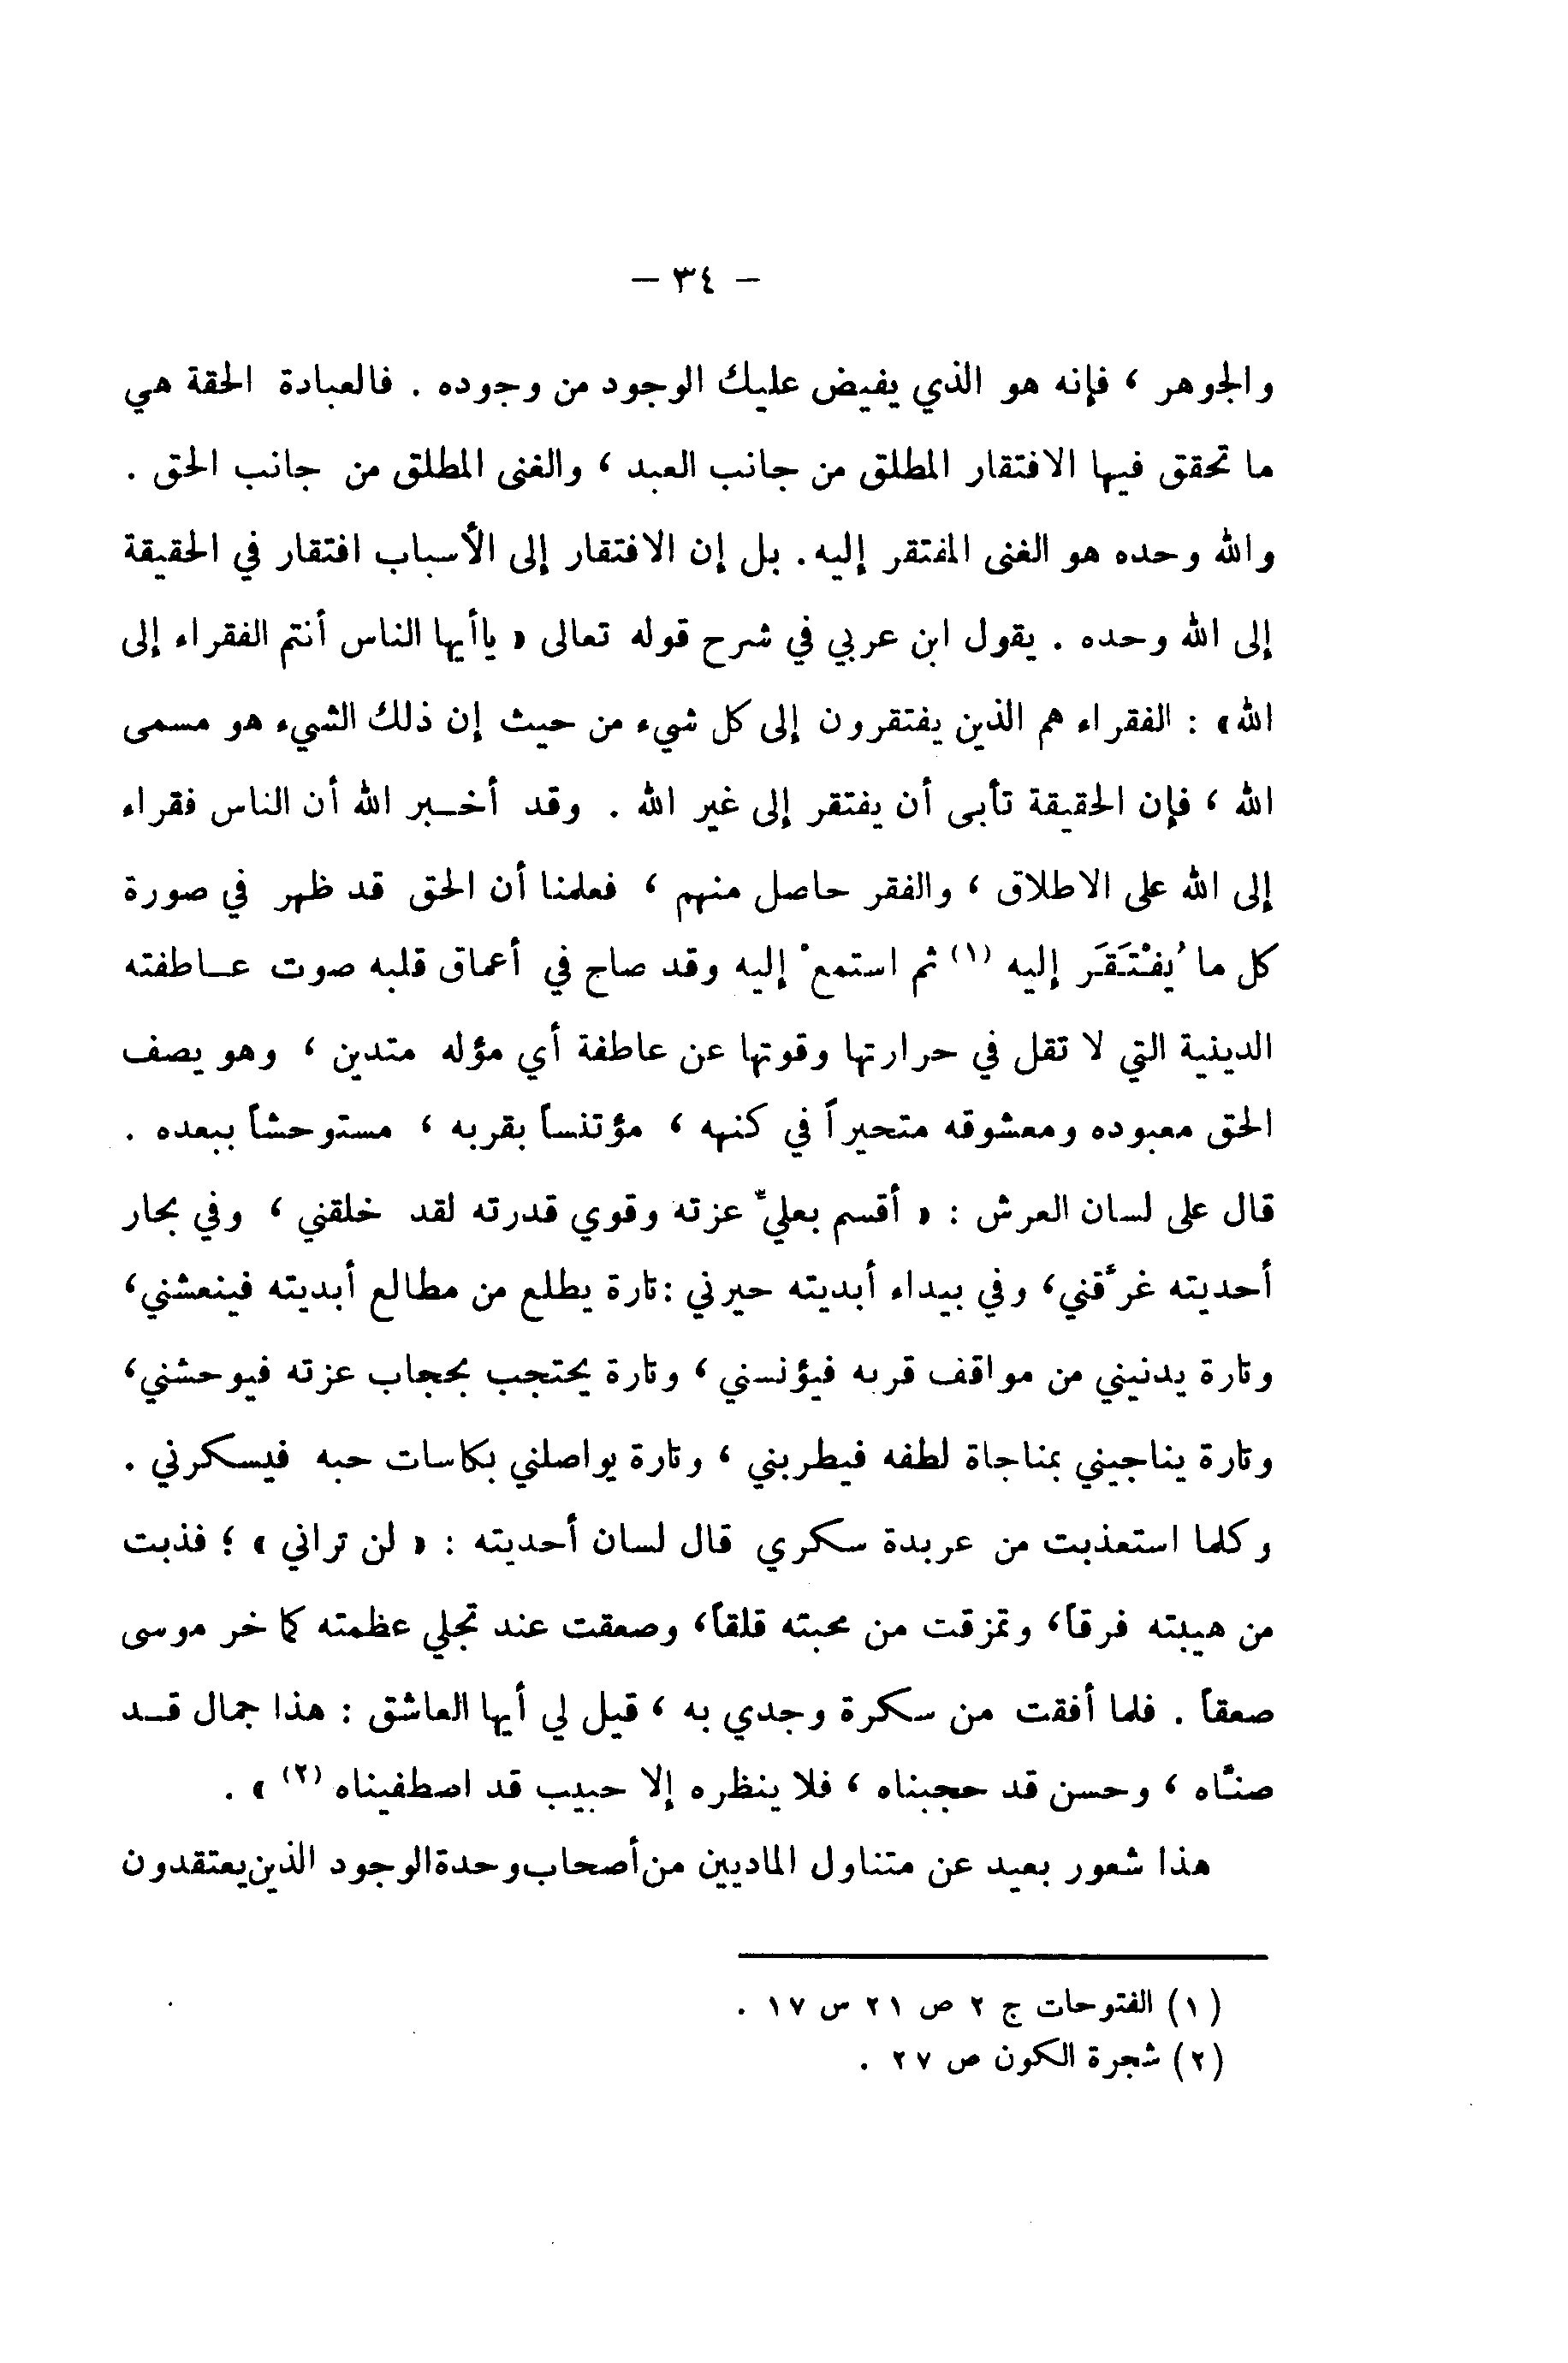 — ٣٤ —
والجوهر ، فإنه هو الذي يفيض عليك الوجود من وجوده . فالعبادة الحقة هي
ما تحقق فيها الافتقار المطلق من جانب العبد ، والغنى المطلق من جانب الحق .
والله وحده هو الغنى المفتقر إليه . بل إن الافتقار إلى الأسباب افتقار في الحقيقة
إلى الله وحده . يقول ابن عربي في شرح قوله تعالى « ياأيها الناس أنتم الفقراء إلى
الله» : الفقراء هم الذين يفتقرون إلى كل شيء من حيث إن ذلك الشيء هو مسمى
الله ، فإن الحقيقة تأبى أن يفتقر إلى غير الله . وقد أخـبر الله أن الناس فقراء
إلى الله على الاطلاق ، والفقر حاصل منهم ، فعلمنا أن الحق قد ظهر في صورة
كل ما يُفْتَقَر إليه (١) ثم استمعْ إليه وقد صاح في أعماق قلبه صوت عـاطفته
الدينية التي لا تقل في حرارتها وقوتها عن عاطفة أي مؤله متدين ، وهو يصف
الحق معبوده ومعشوقه متحيراً في كنهه ، مؤتنساً بقربه ، مستوحشاً ببعده .
قال على لسان العرش : « أقسم بعليّ عزته وقوي قدرته لقد خلقني ، وفي بحار
أحديته غرَّقني، وفي بيداء أبديته حيرني : تارة يطلع من مطالع أبديته فينعشني،
وتارة يدنيني من مواقف قربه فيؤنسني ، وتارة يحتجب بحجاب عزته فيوحشني،
وتارة يناجيني بمناجاة لطفه فيطربني ، وتارة يواصلني بكاسات حبه فيسكرني .
وكلما استعذبت من عربدة سكري قال لسان أحديته : « لن تراني » ؛ فذبت
من هيبته فرقاً، وتمزقت من محبته قلقاً، وصعقت عند تجلي عظمته كما خر موسى
صعقاً . فلما أفقت من سكرة وجدي به ، قيل لي أيها العاشق : هذا جمال قـد
صنَّاه ، وحسن قد حجبناه ، فلا ينظره إلا حبيب قد اصطفيناه (٢) » .
هذا شعور بعيد عن متناول الماديين من أصحاب وحدة الوجود الذين يعتقدون
(١) الفتوحات ج ٢ ص ٢١ س ١٧ .
(٢) شجرة الكون ص ٢٧ .